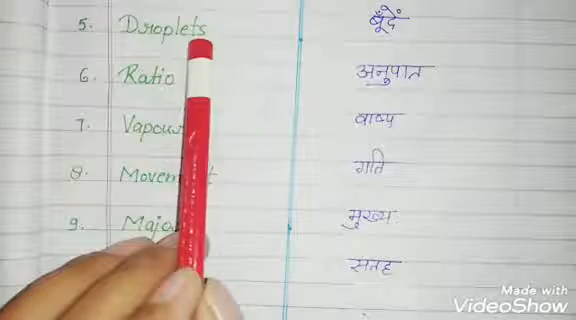 5. Droplets बूँदें
6. Ratio अनुपात
7. वाष्प
8. गति
9. मुख्य
सतह
Made with
VideoShow